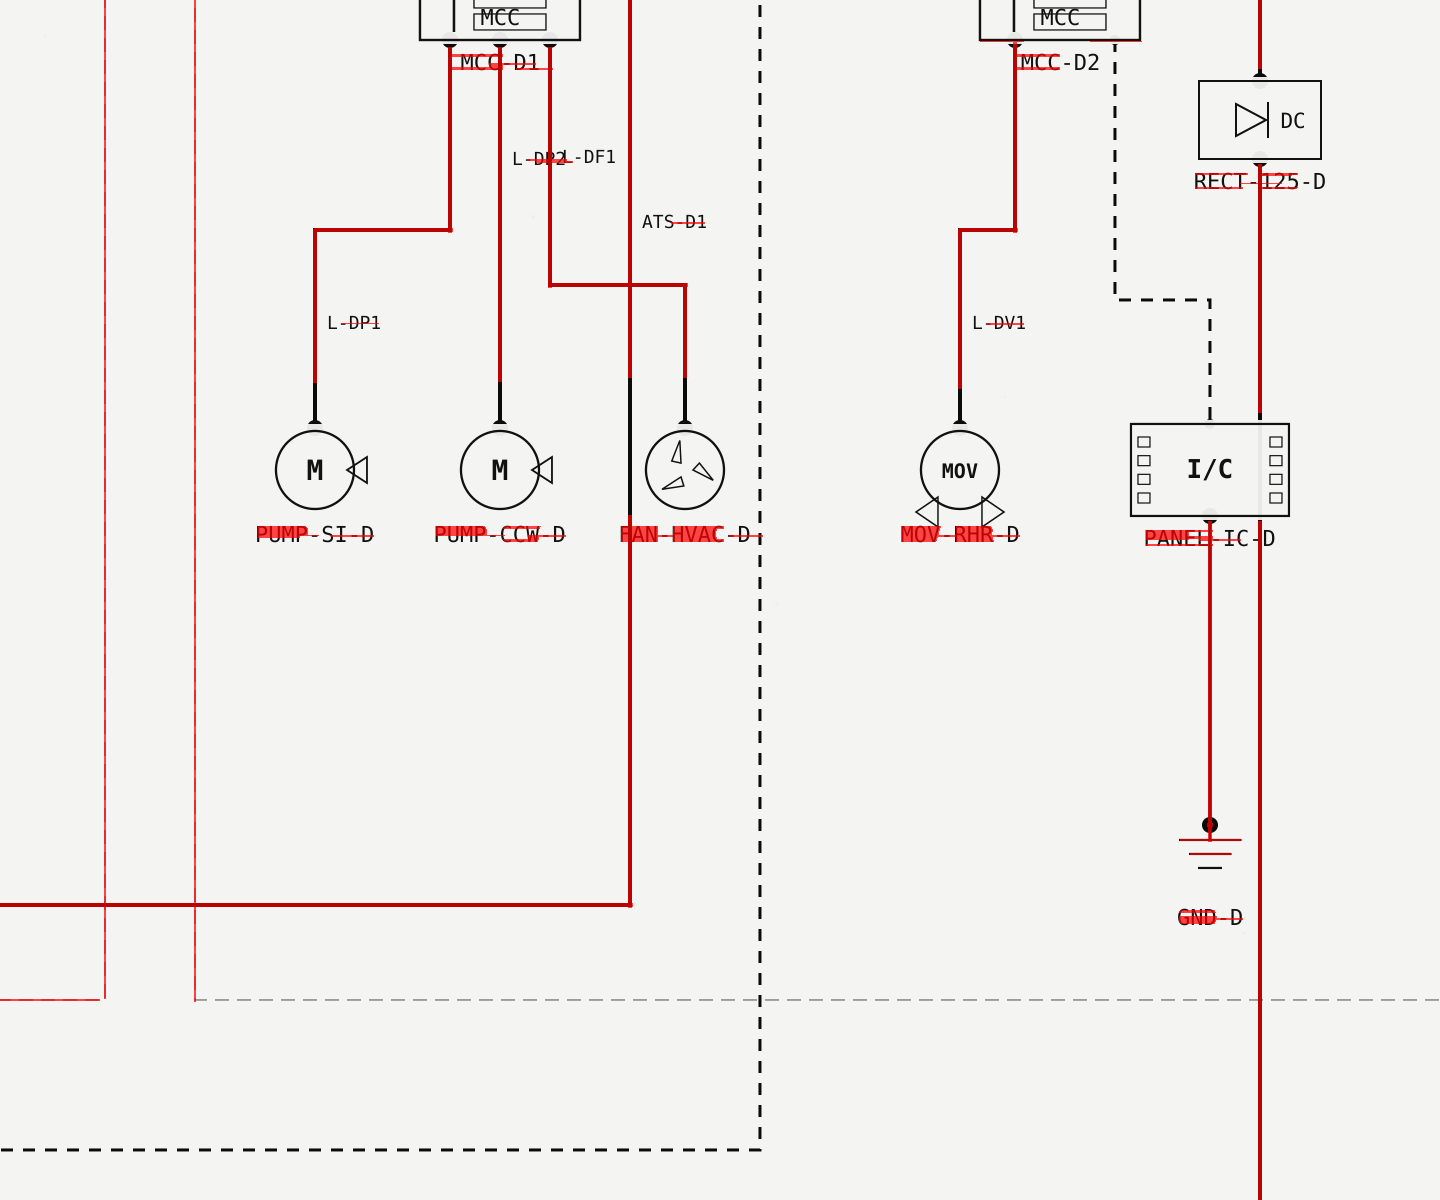 MCC
MCC
MCC-D1
MCC-D2
DC
L-DP2
L-DF1
RECT-125-D
ATS-D1
L-DP1
L-DV1
M
M
MOV
I/C
PUMP-SI-D
PUMP-CCW-D
FAN-HVAC-D
MOV-RHR-D
PANEL-IC-D
GND-D